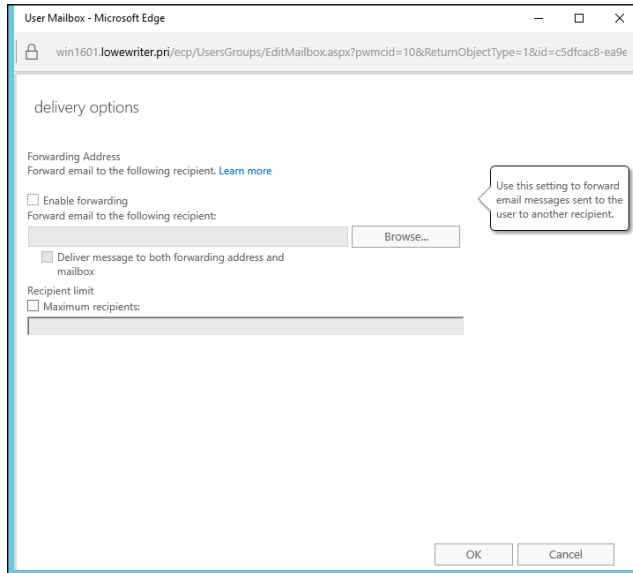 User Mailbox - Microsoft Edge
win1601.lowewriter.pri/ecp/UsersGroups/EditMailbox.aspx?pwmcid=10&ReturnObjectType=1&id=c5dfcac8-ea9e
delivery options
Forwarding Address
Forward email to the following recipient. Learn more
Enable forwarding
Forward email to the following recipient:
Browse...
Deliver message to both forwarding address and
mailbox
Recipient limit
Maximum recipients:
Use this setting to forward
email messages sent to the
user to another recipient.
OK
Cancel